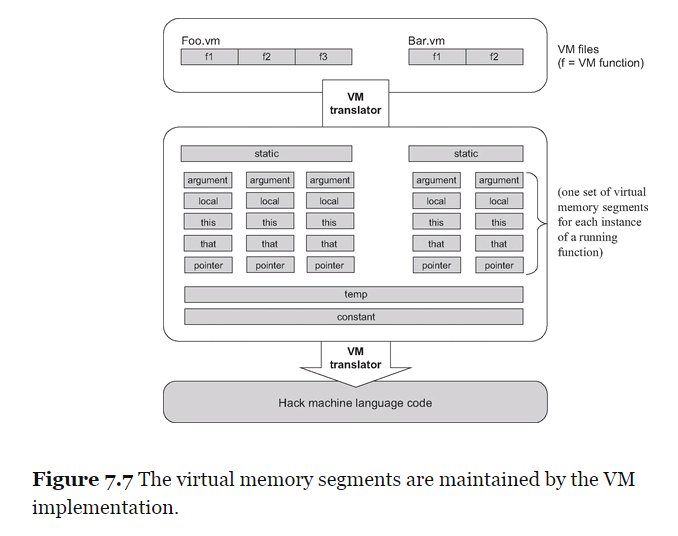 Foo.vm
Bar.vm
f1 f2 f3
f1 f2
VM files
(f = VM function)
VM
translator
static
static
argument argument argument argument argument
local local local local local
this this this this this
that that that that that
pointer pointer pointer pointer pointer
(one set of virtual
memory segments
for each instance
of a running
function)
temp
constant
VM
translator
Hack machine language code
Figure 7.7 The virtual memory segments are maintained by the VM
implementation.